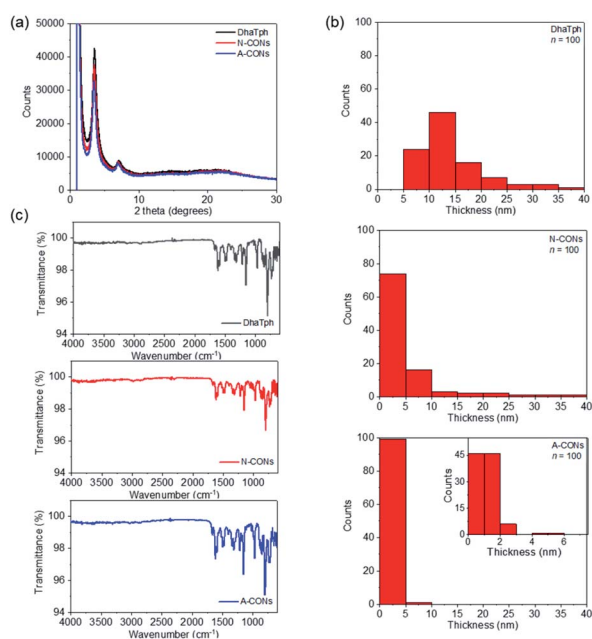 (a)
DhaTph
N-CONs
A-CONs
50000
40000
30000
20000
10000
0
Counts
0
10
20
30
2 theta (degrees)
(b)
DhaTph
n = 100
100
80
60
40
20
0
Counts
0 5 10 15 20 25 30 35 40
Thickness (nm)
N-CONs
n = 100
100
80
60
40
20
0
Counts
0 5 10 15 20 25 30 35 40
Thickness (nm)
A-CONs
n = 100
100
80
60
40
20
0
Counts
45
30
15
0
Counts
0 2 4 6
Thickness (nm)
0 5 10 15 20 25 30 35 40
Thickness (nm)
(c)
100
98
96
94
Transmittance (%)
DhaTph
4000 3500 3000 2500 2000 1500 1000
Wavenumber (cm-1)
100
98
96
94
Transmittance (%)
N-CONs
4000 3500 3000 2500 2000 1500 1000
Wavenumber (cm-1)
100
98
96
94
Transmittance (%)
A-CONs
4000 3500 3000 2500 2000 1500 1000
Wavenumber (cm-1)